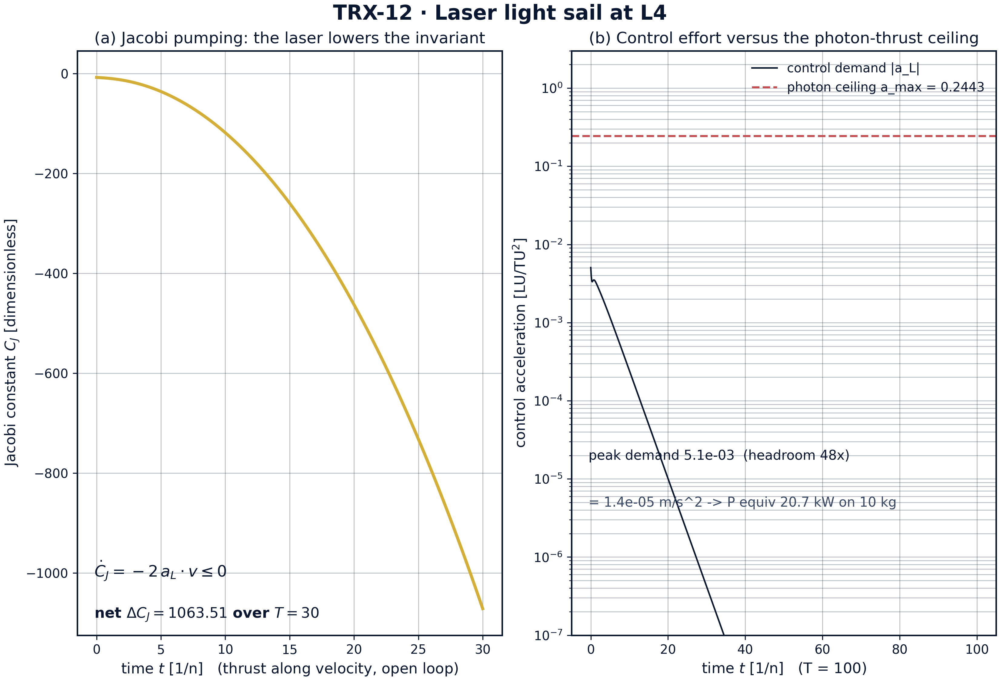 TRX-12 · Laser light sail at L4
(a) Jacobi pumping: the laser lowers the invariant
Jacobi constant C_J [dimensionless]
0
−200
−400
−600
−800
−1000
Ċ_J = −2 a_L · v ≤ 0
net ΔC_J = 1063.51 over T = 30
0 5 10 15 20 25 30
time t [1/n] (thrust along velocity, open loop)
(b) Control effort versus the photon-thrust ceiling
control acceleration [LU/TU²]
control demand |a_L|
photon ceiling a_max = 0.2443
10⁰
10⁻¹
10⁻²
10⁻³
10⁻⁴
10⁻⁵
10⁻⁶
10⁻⁷
peak demand 5.1e-03 (headroom 48x)
= 1.4e-05 m/s^2 -> P equiv 20.7 kW on 10 kg
0 20 40 60 80 100
time t [1/n] (T = 100)